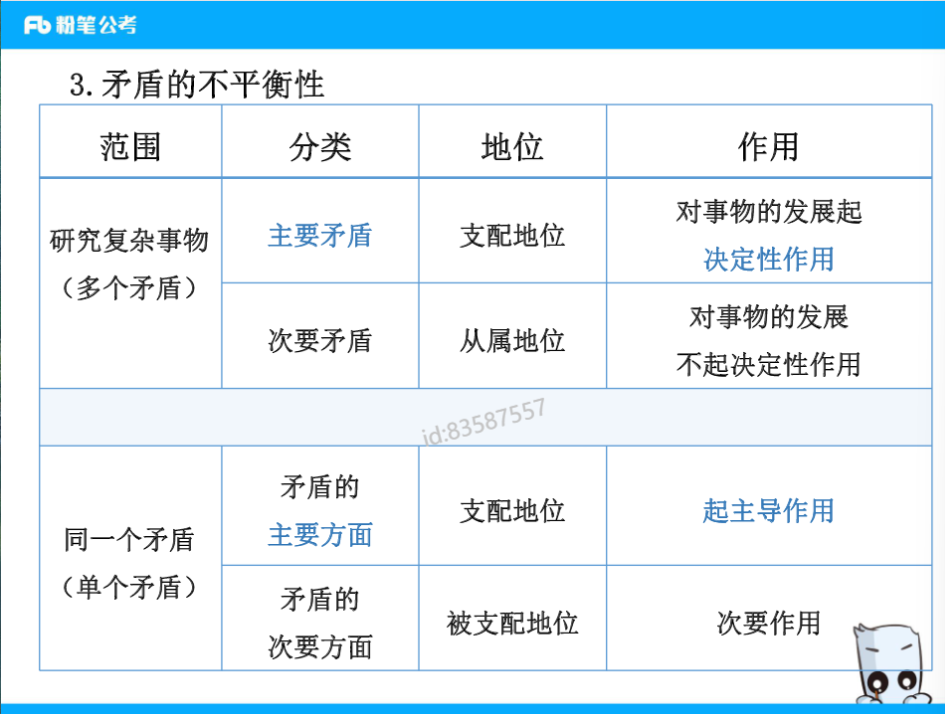 粉笔公考
3.矛盾的不平衡性
范围
分类
地位
作用
研究复杂事物
（多个矛盾）
主要矛盾
支配地位
对事物的发展起
决定性作用
次要矛盾
从属地位
对事物的发展
不起决定性作用
id:83587557
同一个矛盾
（单个矛盾）
矛盾的
主要方面
支配地位
起主导作用
矛盾的
次要方面
被支配地位
次要作用